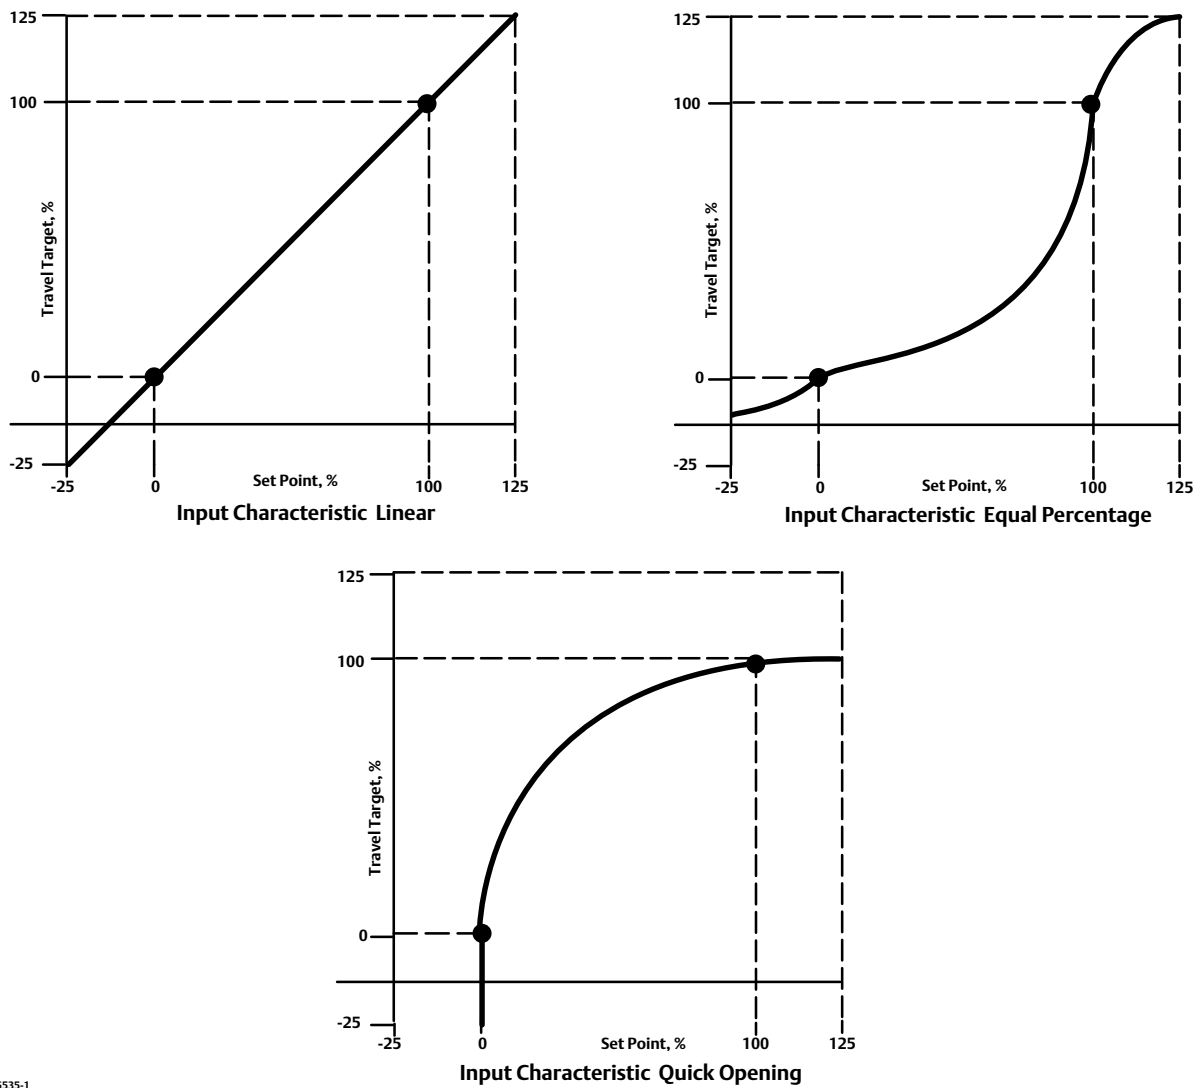 125
100
Travel Target, %
0
-25
-25
0
Set Point, %
100
125
Input Characteristic Linear
125
100
Travel Target, %
0
-25
-25
0
Set Point, %
100
125
Input Characteristic Equal Percentage
125
100
Travel Target, %
0
-25
-25
0
Set Point, %
100
125
Input Characteristic Quick Opening